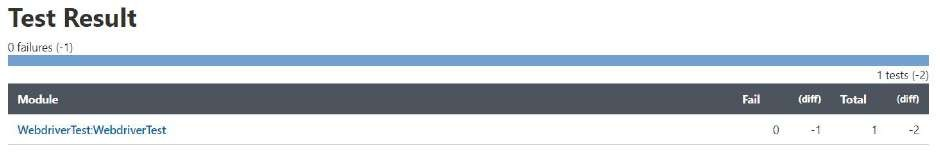 Test Result
0 failures (-1)
1 tests (-2)
Module Fail (diff) Total (diff)
WebdriverTest:WebdriverTest 0 -1 1 -2